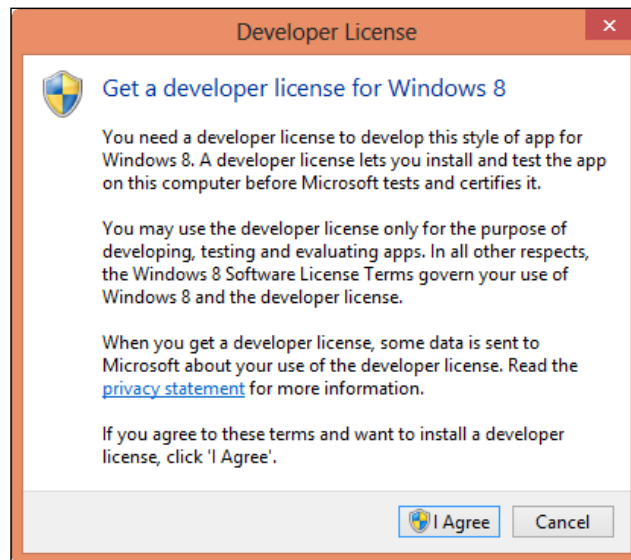 Developer License
Get a developer license for Windows 8
You need a developer license to develop this style of app for
Windows 8. A developer license lets you install and test the app
on this computer before Microsoft tests and certifies it.
You may use the developer license only for the purpose of
developing, testing and evaluating apps. In all other respects,
the Windows 8 Software License Terms govern your use of
Windows 8 and the developer license.
When you get a developer license, some data is sent to
Microsoft about your use of the developer license. Read the
privacy statement for more information.
If you agree to these terms and want to install a developer
license, click 'I Agree'.
I Agree Cancel